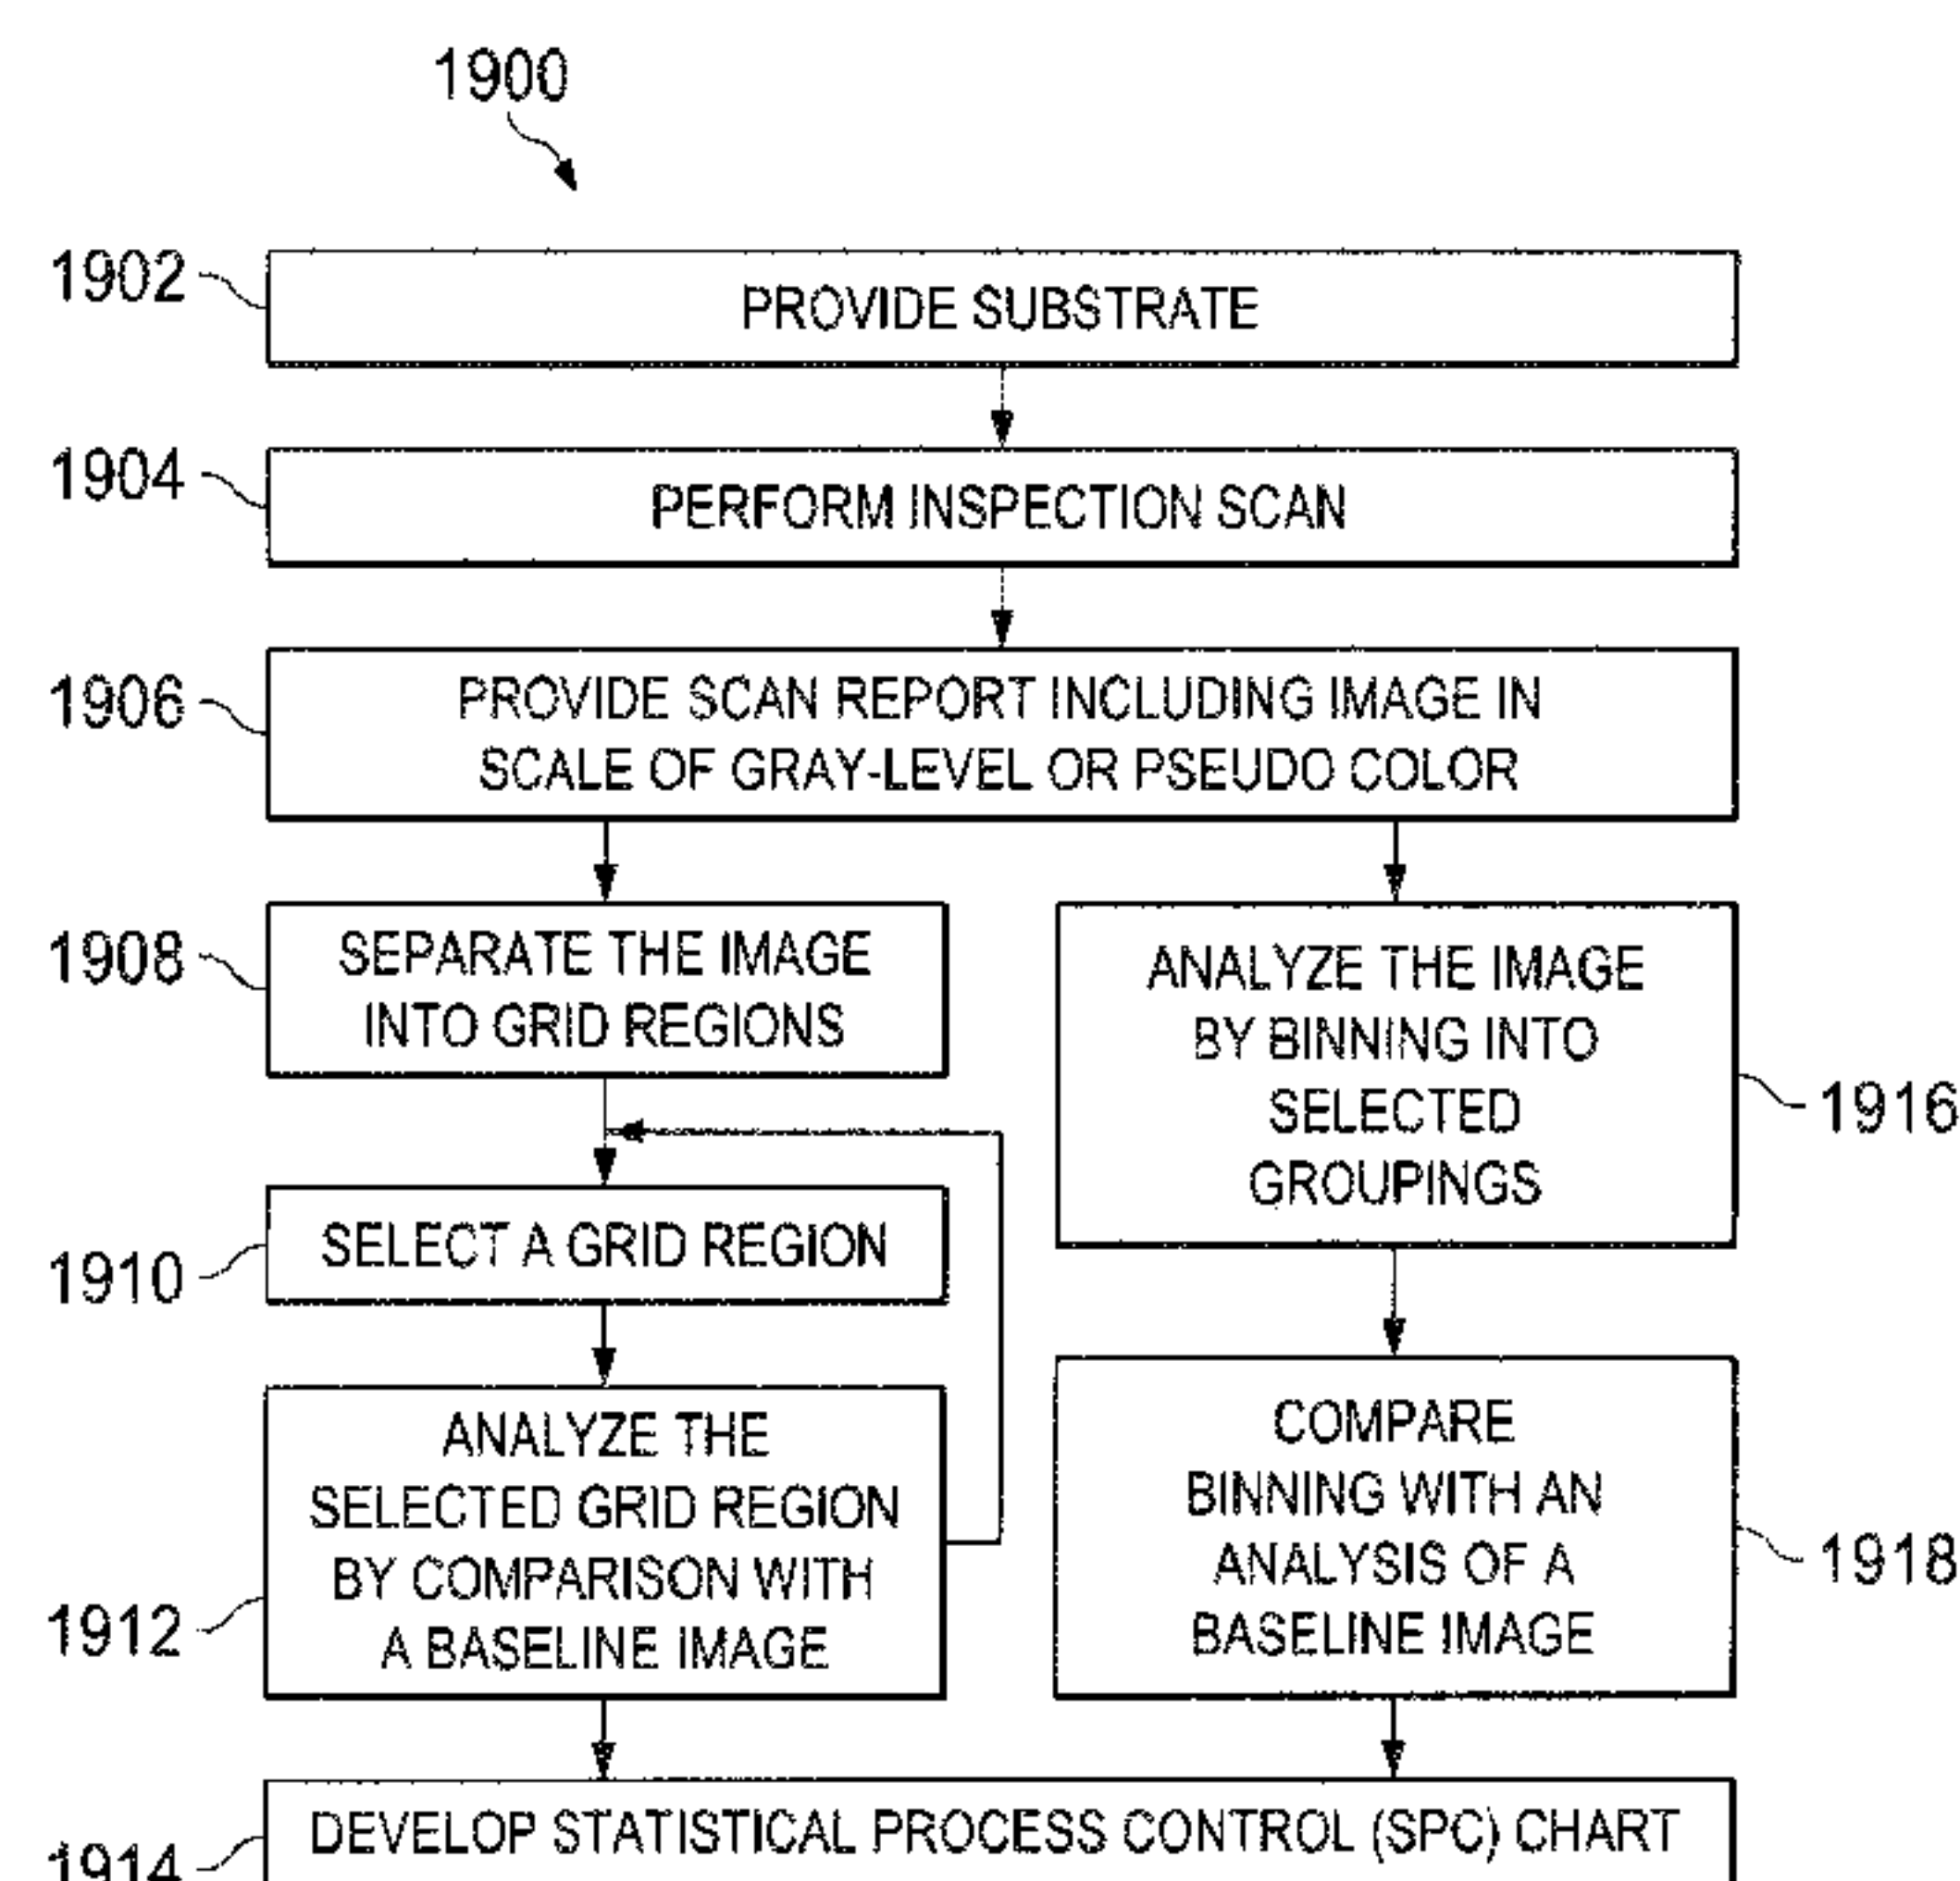 1900
1902
PROVIDE SUBSTRATE
1904
PERFORM INSPECTION SCAN
1906
PROVIDE SCAN REPORT INCLUDING IMAGE IN
SCALE OF GRAY-LEVEL OR PSEUDO COLOR
1908
SEPARATE THE IMAGE
INTO GRID REGIONS
1910
SELECT A GRID REGION
1912
ANALYZE THE
SELECTED GRID REGION
BY COMPARISON WITH
A BASELINE IMAGE
ANALYZE THE IMAGE
BY BINNING INTO
SELECTED
GROUPINGS
1916
COMPARE
BINNING WITH AN
ANALYSIS OF A
BASELINE IMAGE
1918
1914
DEVELOP STATISTICAL PROCESS CONTROL (SPC) CHART